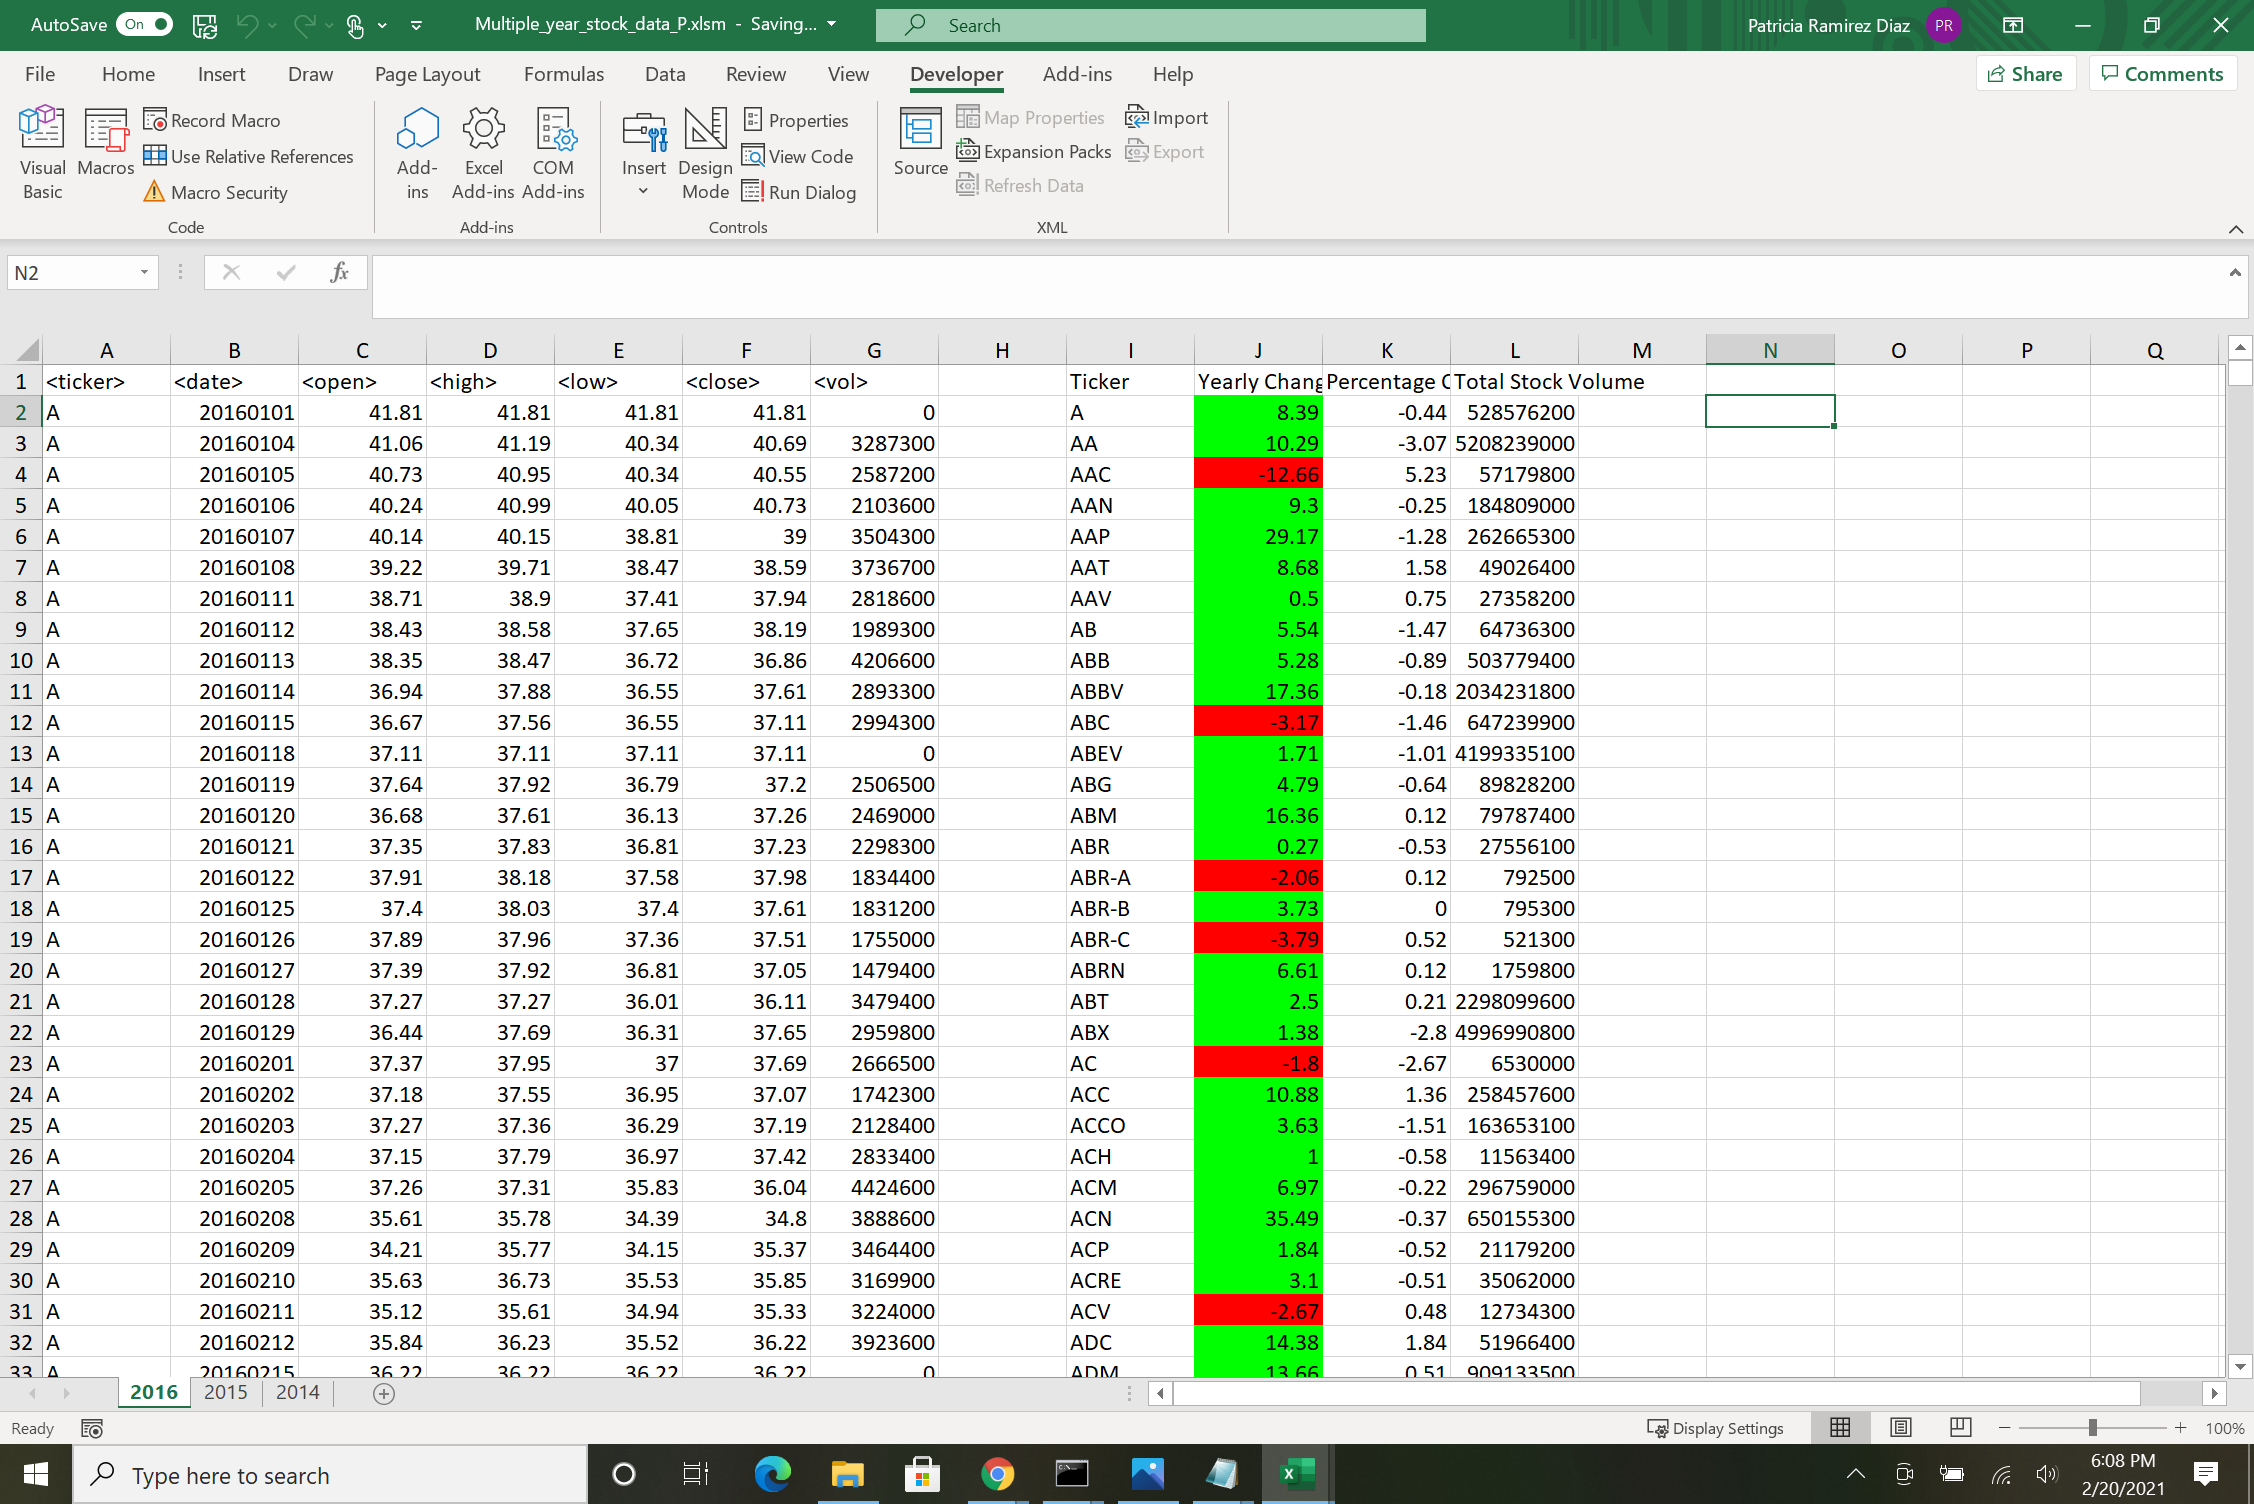 AutoSave On Multiple_year_stock_data_P.xlsm - Saving... Search Patricia Ramirez Diaz PR
File Home Insert Draw Page Layout Formulas Data Review View Developer Add-ins Help Share Comments
Visual Basic
Macros
Record Macro
Use Relative References
Macro Security
Code
Add-ins
Excel Add-ins
COM Add-ins
Add-ins
Insert
Design Mode
Properties
View Code
Run Dialog
Controls
Source
Map Properties
Expansion Packs
Refresh Data
Import
Export
XML
N2 fx
A B C D E F G H I J K L M N O P Q
1 <ticker> <date> <open> <high> <low> <close> <vol> Ticker Yearly Chang Percentage C Total Stock Volume
2 A 20160101 41.81 41.81 41.81 41.81 0 A 8.39 -0.44 528576200
3 A 20160104 41.06 41.19 40.34 40.69 3287300 AA 10.29 -3.07 5208239000
4 A 20160105 40.73 40.95 40.34 40.55 2587200 AAC -12.66 5.23 57179800
5 A 20160106 40.24 40.99 40.05 40.73 2103600 AAN 9.3 -0.25 184809000
6 A 20160107 40.14 40.15 38.81 39 3504300 AAP 29.17 -1.28 262665300
7 A 20160108 39.22 39.71 38.47 38.59 3736700 AAT 8.68 1.58 49026400
8 A 20160111 38.71 38.9 37.41 37.94 2818600 AAV 0.5 0.75 27358200
9 A 20160112 38.43 38.58 37.65 38.19 1989300 AB 5.54 -1.47 64736300
10 A 20160113 38.35 38.47 36.72 36.86 4206600 ABB 5.28 -0.89 503779400
11 A 20160114 36.94 37.88 36.55 37.61 2893300 ABBV 17.36 -0.18 2034231800
12 A 20160115 36.67 37.56 36.55 37.11 2994300 ABC -3.17 -1.46 647239900
13 A 20160118 37.11 37.11 37.11 37.11 0 ABEV 1.71 -1.01 4199335100
14 A 20160119 37.64 37.92 36.79 37.2 2506500 ABG 4.79 -0.64 89828200
15 A 20160120 36.68 37.61 36.13 37.26 2469000 ABM 16.36 0.12 79787400
16 A 20160121 37.35 37.83 36.81 37.23 2298300 ABR 0.27 -0.53 27556100
17 A 20160122 37.91 38.18 37.58 37.98 1834400 ABR-A -2.06 0.12 792500
18 A 20160125 37.4 38.03 37.4 37.61 1831200 ABR-B 3.73 0 795300
19 A 20160126 37.89 37.96 37.36 37.51 1755000 ABR-C -3.79 0.52 521300
20 A 20160127 37.39 37.92 36.81 37.05 1479400 ABRN 6.61 0.12 1759800
21 A 20160128 37.27 37.27 36.01 36.11 3479400 ABT 2.5 0.21 2298099600
22 A 20160129 36.44 37.69 36.31 37.65 2959800 ABX 1.38 -2.8 4996990800
23 A 20160201 37.37 37.95 37 37.69 2666500 AC -1.8 -2.67 6530000
24 A 20160202 37.18 37.55 36.95 37.07 1742300 ACC 10.88 1.36 258457600
25 A 20160203 37.27 37.36 36.29 37.19 2128400 ACCO 3.63 -1.51 163653100
26 A 20160204 37.15 37.79 36.97 37.42 2833400 ACH 1 -0.58 11563400
27 A 20160205 37.26 37.31 35.83 36.04 4424600 ACM 6.97 -0.22 296759000
28 A 20160208 35.61 35.78 34.39 34.8 3888600 ACN 35.49 -0.37 650155300
29 A 20160209 34.21 35.77 34.15 35.37 3464400 ACP 1.84 -0.52 21179200
30 A 20160210 35.63 36.73 35.53 35.85 3169900 ACRE 3.1 -0.51 35062000
31 A 20160211 35.12 35.61 34.94 35.33 3224000 ACV -2.67 0.48 12734300
32 A 20160212 35.84 36.23 35.52 36.22 3923600 ADC 14.38 1.84 51966400
33 A 20160215 36.22 36.22 36.22 36.22 0 ADM 13.66 0.51 909133500
2016 2015 2014
Ready Display Settings 100%
Type here to search 6:08 PM
2/20/2021